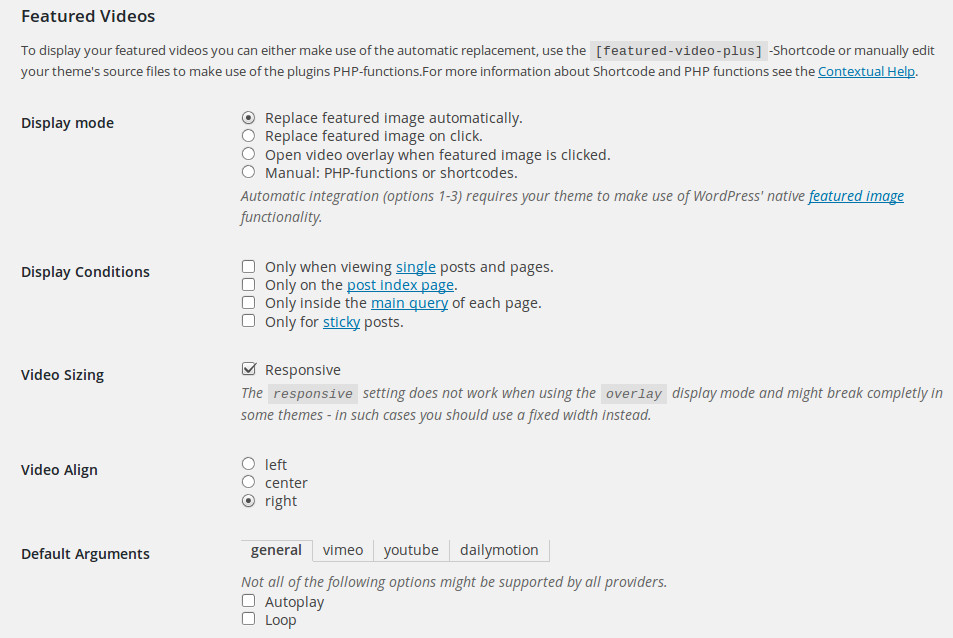 Featured Videos
To display your featured videos you can either make use of the automatic replacement, use the [featured-video-plus] -Shortcode or manually edit
your theme's source files to make use of the plugins PHP-functions.For more information about Shortcode and PHP functions see the Contextual Help.
Display mode
Replace featured image automatically.
Replace featured image on click.
Open video overlay when featured image is clicked.
Manual: PHP-functions or shortcodes.
Automatic integration (options 1-3) requires your theme to make use of WordPress' native featured image
functionality.
Display Conditions
Only when viewing single posts and pages.
Only on the post index page.
Only inside the main query of each page.
Only for sticky posts.
Video Sizing
Responsive
The responsive setting does not work when using the overlay display mode and might break completly in
some themes - in such cases you should use a fixed width instead.
Video Align
left
center
right
Default Arguments
general vimeo youtube dailymotion
Not all of the following options might be supported by all providers.
Autoplay
Loop